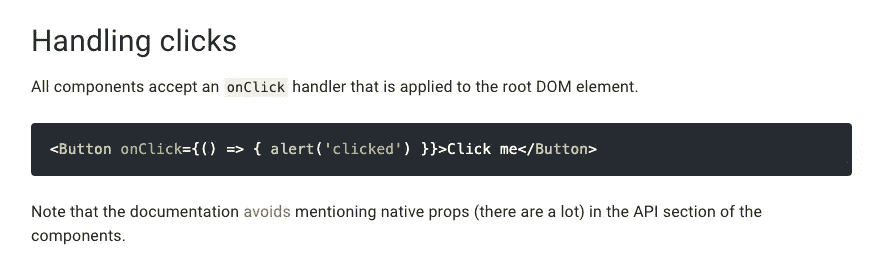 Handling clicks
All components accept an onClick handler that is applied to the root DOM element.
<Button onClick={() => { alert('clicked') }}>Click me</Button>
Note that the documentation avoids mentioning native props (there are a lot) in the API section of the
components.